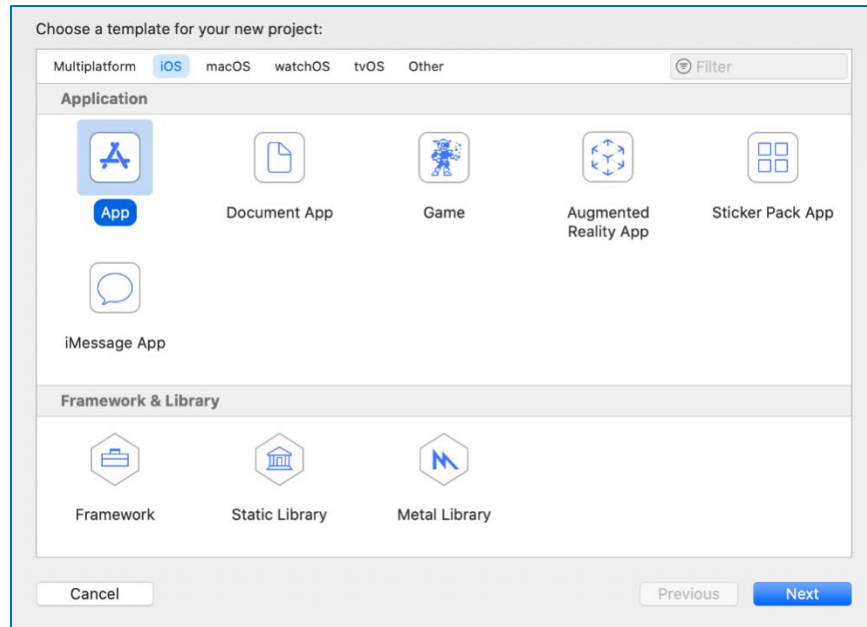 Choose a template for your new project:
Multiplatform iOS macOS watchOS tvOS Other Filter
Application
App Document App Game Augmented Reality App Sticker Pack App
iMessage App
Framework & Library
Framework Static Library Metal Library
Cancel Previous Next